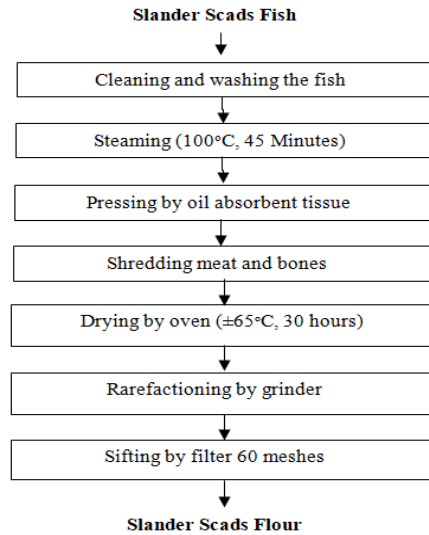 Slander Scads Fish
Cleaning and washing the fish
Steaming (100°C, 45 Minutes)
Pressing by oil absorbent tissue
Shredding meat and bones
Drying by oven (±65°C, 30 hours)
Rarefactioning by grinder
Sifting by filter 60 meshes
Slander Scads Flour